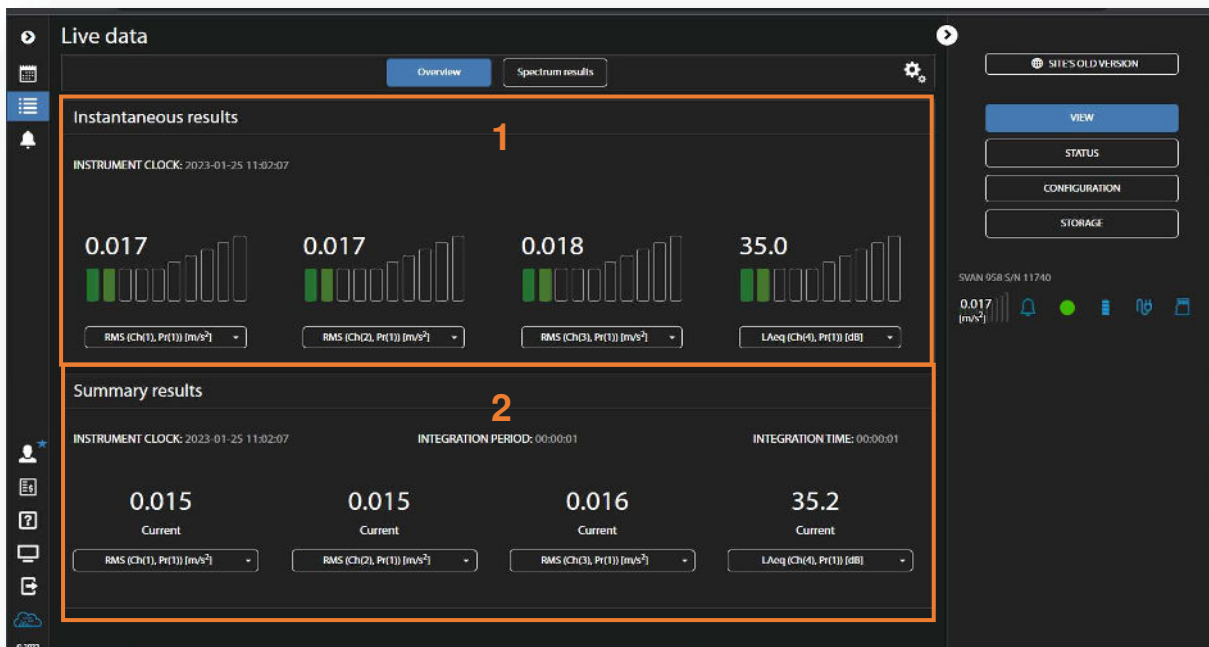 Live data
Overview
Spectrum results
SITE'S OLD VERSION
Instantaneous results
1
VIEW
INSTRUMENT CLOCK: 2023-01-25 11:02:07
STATUS
CONFIGURATION
STORAGE
0.017
0.017
0.018
35.0
RMS (Ch(1), Pr(1)) [m/s²]
RMS (Ch(2), Pr(1)) [m/s²]
RMS (Ch(3), Pr(1)) [m/s²]
LAeq (Ch(4), Pr(1)) [dB]
SVAN 958 S/N 11740
0.017
[m/s²]
Summary results
2
INSTRUMENT CLOCK: 2023-01-25 11:02:07
INTEGRATION PERIOD: 00:00:01
INTEGRATION TIME: 00:00:01
0.015
Current
RMS (Ch(1), Pr(1)) [m/s²]
0.015
Current
RMS (Ch(2), Pr(1)) [m/s²]
0.016
Current
RMS (Ch(3), Pr(1)) [m/s²]
35.2
Current
LAeq (Ch(4), Pr(1)) [dB]